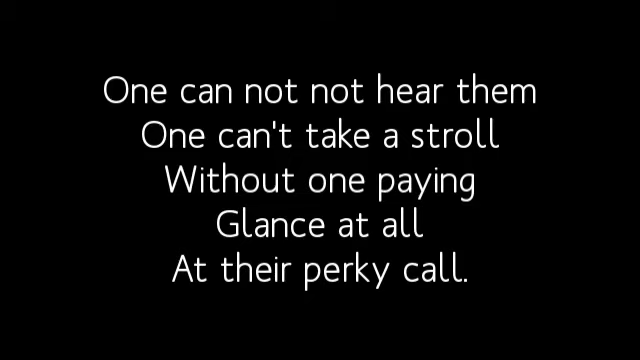 One can not not hear them
One can't take a stroll
Without one paying
Glance at all
At their perky call.